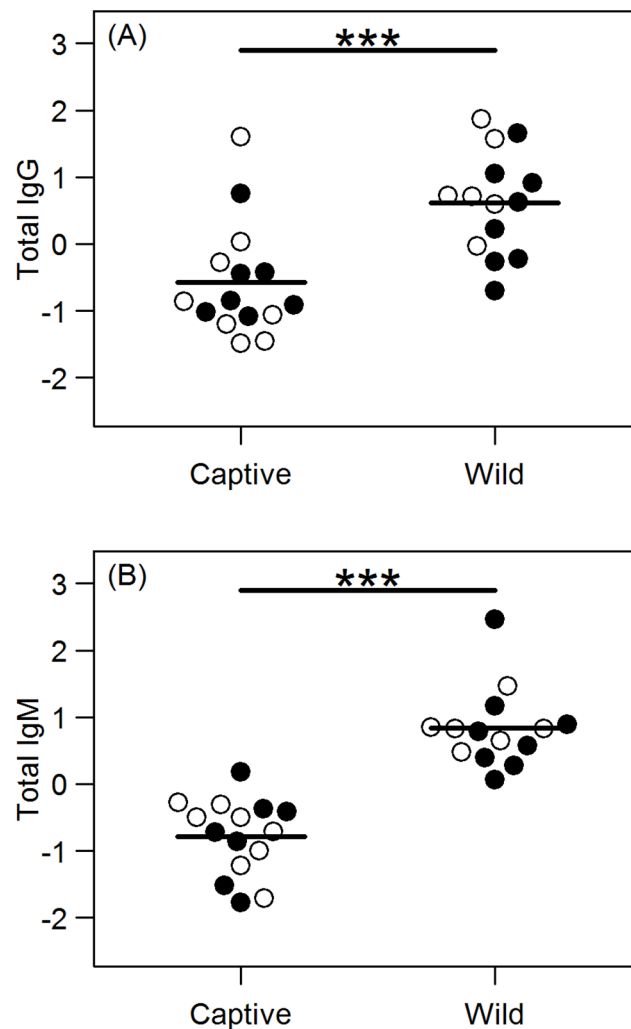 (A)
***
3
2
1
0
-1
-2
Total IgG
Captive Wild
(B)
***
3
2
1
0
-1
-2
Total IgM
Captive Wild